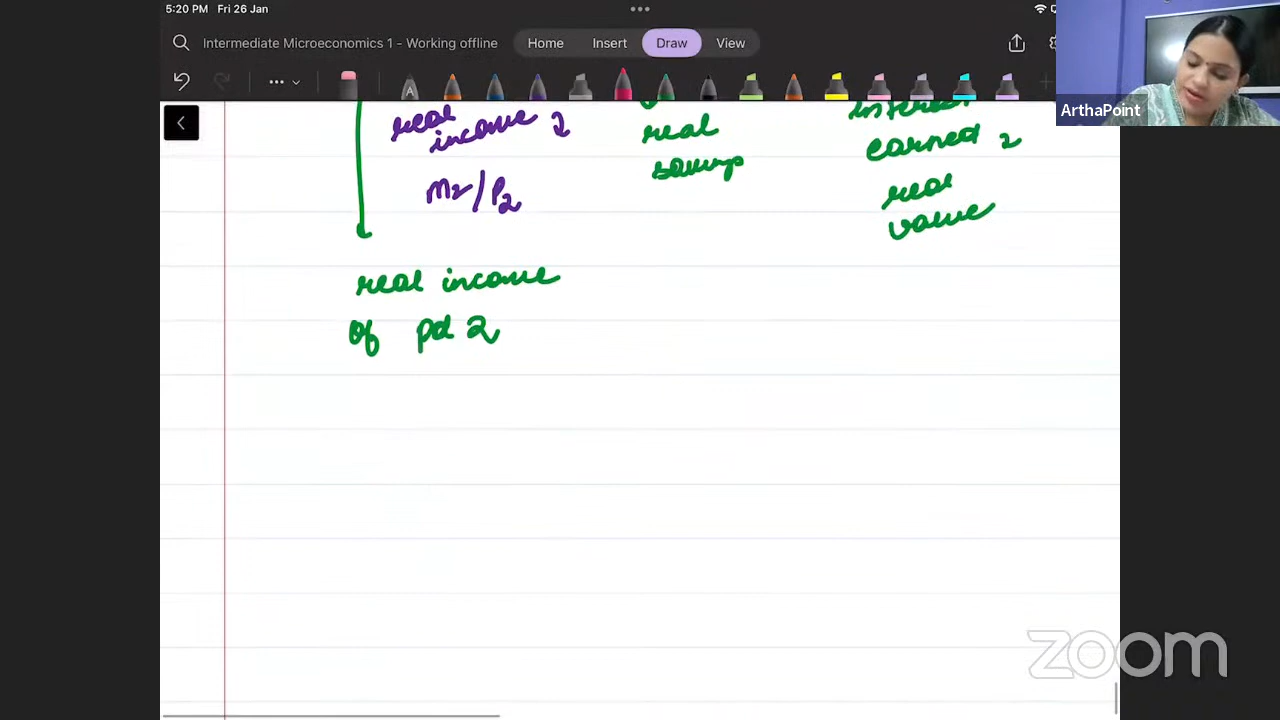 5:20 PM Fri 26 Jan
Intermediate Microeconomics 1 - Working offline
Home Insert Draw View
ArthaPoint
A
real
income 2
M2/P2
real
savings
interest
earned 2
real
value
real income
of pd 2
zoom